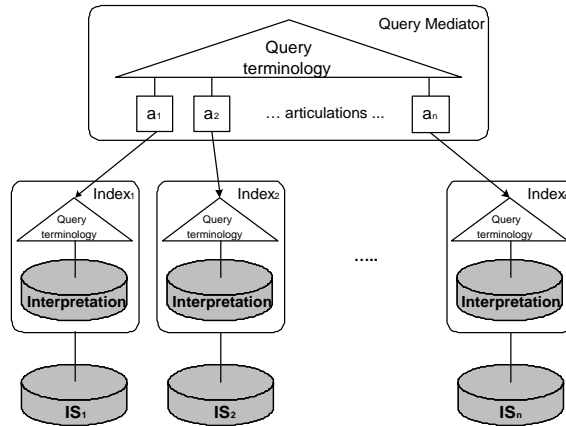 Query Mediator
Query
terminology
a1
a2
... articulations ...
an
Index1
Query
terminology
Interpretation
IS1
Index2
Query
terminology
Interpretation
IS2
.....
Index
Query
terminology
Interpretation
ISn